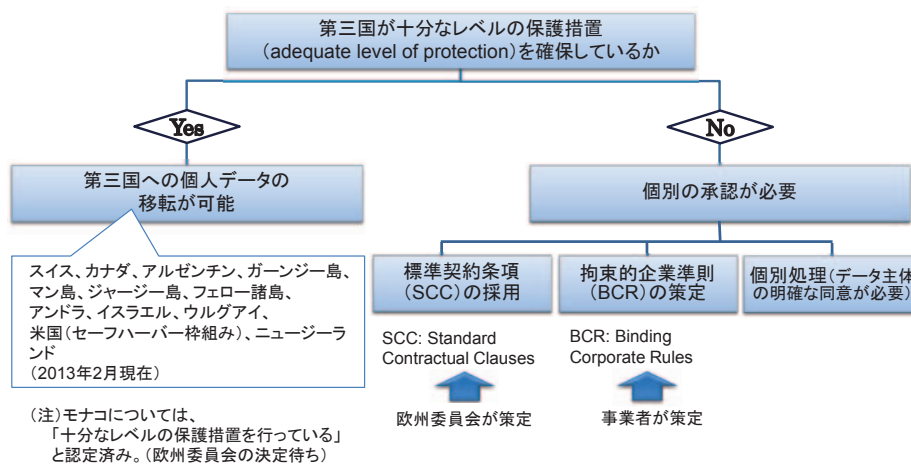 第三国が十分なレベルの保護措置
（adequate level of protection）を確保しているか
Yes
No
第三国への個人データの
移転が可能
個別の承認が必要
スイス、カナダ、アルゼンチン、ガーンジー島、
マン島、ジャージー島、フェロー諸島、
アンドラ、イスラエル、ウルグアイ、
米国（セーフハーバー枠組み）、ニュージーラ
ンド
（2013年2月現在）
（注）モナコについては、
「十分なレベルの保護措置を行っている」
と認定済み。（欧州委員会の決定待ち）
標準契約条項
（SCC）の採用
SCC: Standard
Contractual Clauses
欧州委員会が策定
拘束的企業準則
（BCR）の策定
BCR: Binding
Corporate Rules
事業者が策定
個別処理（データ主体
の明確な同意が必要）